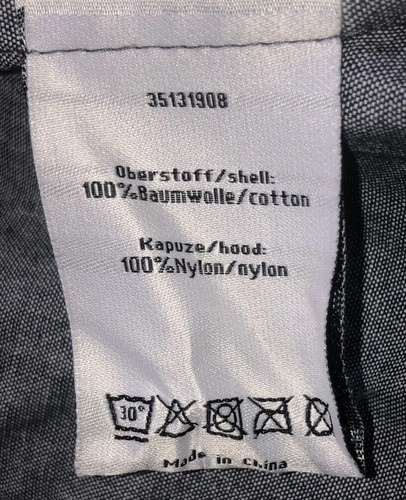 35131908
Oberstoff/shell:
100%Baumwolle/cotton
Kapuze/hood:
100%Nylon/nylon
30°
Made in China